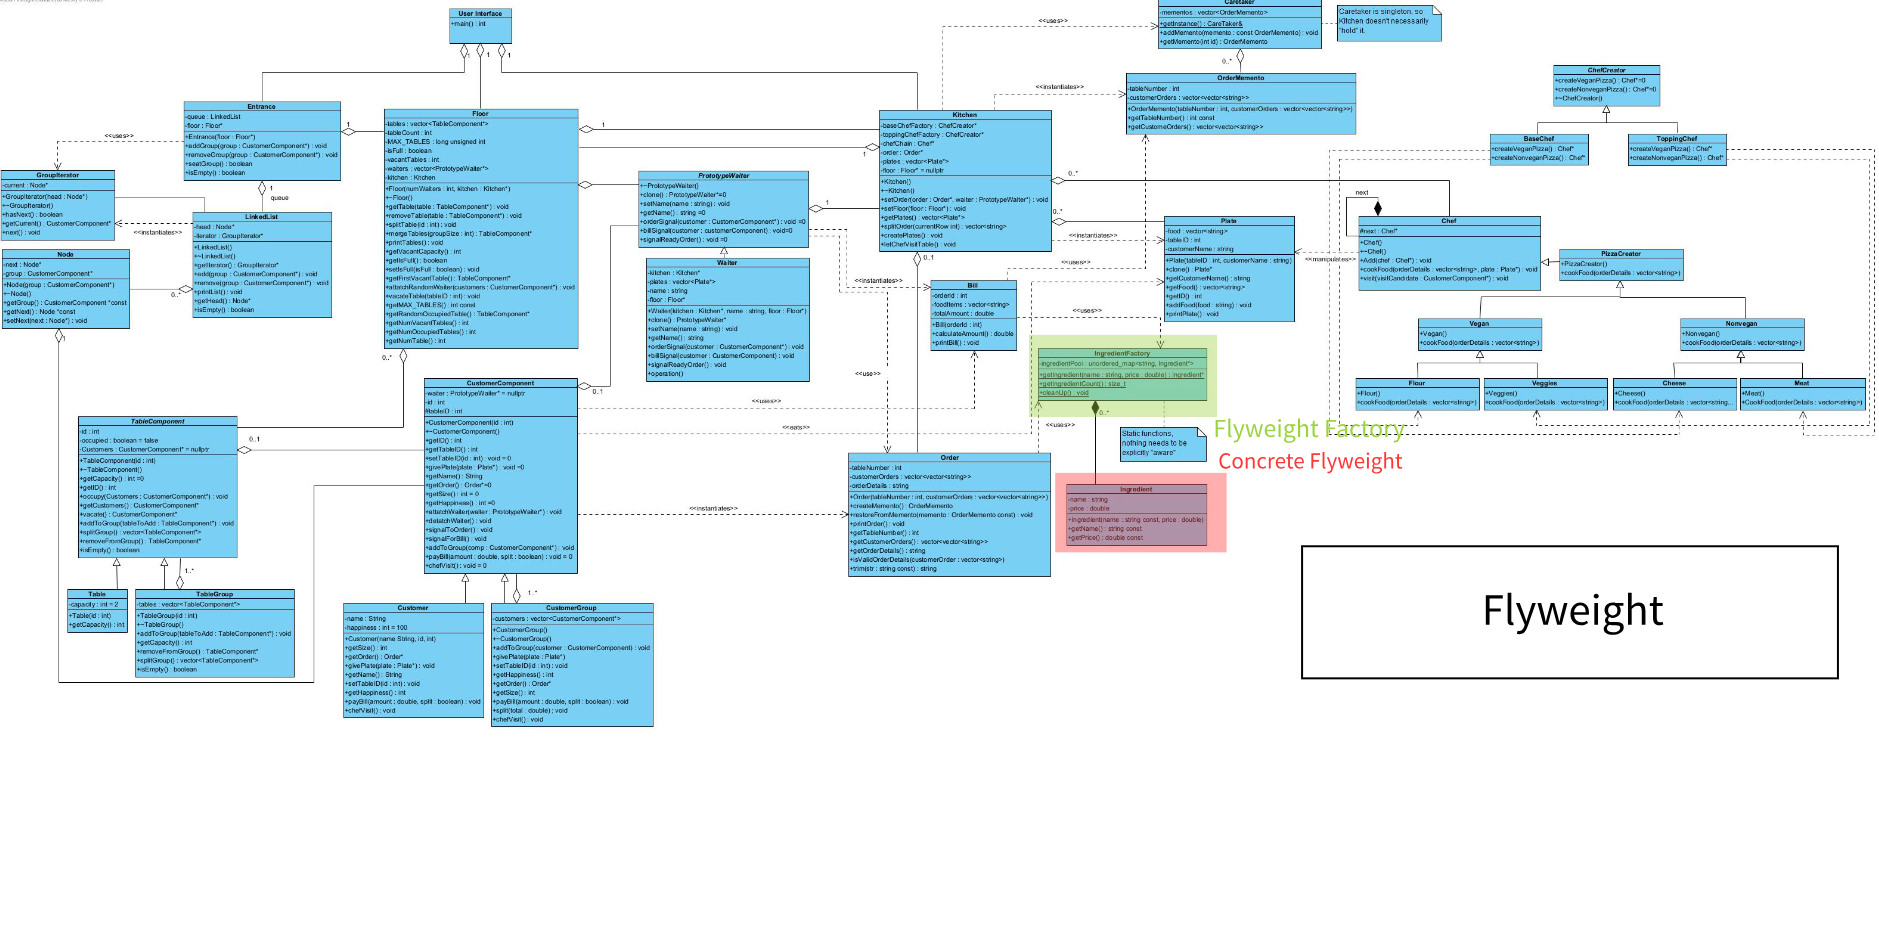 User Interface
+main() : int
Caretaker
-mementos : vector<OrderMemento>
+getInstance() : CareTaker&
+addMemento(memento : const OrderMemento) : void
+getMemento(int id) : OrderMemento
Caretaker is singleton, so
Kitchen doesn't necessarily
"hold" it.
<<uses>>
0..*
OrderMemento
-tableNumber : int
-customerOrders : vector<vector<string>>
+OrderMemento(tableNumber : int, customerOrders : vector<vector<string>>)
+getTableNumber() : int const
+getCustomeOrders() : vector<vector<string>>
<<instantiates>>
ChefCreator
+createVeganPizza() : Chef*=0
+createNonveganPizza() : Chef*=0
+~ChefCreator()
BaseChef
+createVeganPizza() : Chef*
+createNonveganPizza() : Chef*
ToppingChef
+createVeganPizza() : Chef*
+createNonveganPizza() : Chef*
1
1
1
Entrance
-queue : LinkedList
-floor : Floor*
+Entrance(floor : Floor*)
+addGroup(group : CustomerComponent*) : void
+removeGroup(group : CustomerComponent*) : void
+seatGroup() : boolean
+isEmpty() : boolean
<<uses>>
1
1
queue
GroupIterator
-current : Node*
+GroupIterator(head : Node*)
+~GroupIterator()
+hasNext() : boolean
+getCurrent() : CustomerComponent*
+next() : void
<<instantiates>>
LinkedList
-head : Node*
-iterator : GroupIterator*
+LinkedList()
+~LinkedList()
+getIterator() : GroupIterator*
+add(group : CustomerComponent*) : void
+remove(group : CustomerComponent*) : void
+printList() : void
+getHead() : Node*
+isEmpty() : boolean
Node
-next : Node*
-group : CustomerComponent*
+Node(group : CustomerComponent*)
+~Node()
+getGroup() : CustomerComponent *const
+getNext() : Node *const
+setNext(next : Node*) : void
0..*
1
Floor
-tables : vector<TableComponent*>
-tableCount : int
-MAX_TABLES : long unsigned int
-isFull : boolean
-vacantTables : int
-waiters : vector<PrototypeWaiter*>
-kitchen : Kitchen
+Floor(numWaiters : int, kitchen : Kitchen*)
+~Floor()
+getTable(table : TableComponent*) : void
+removeTable(table : TableComponent*) : void
+splitTable(id : int) : void
+mergeTables(groupSize : int) : TableComponent*
+printTables() : void
+getVacantCapacity() : int
+getIsFull() : boolean
+setIsFull(isFull : boolean) : void
+getFirstVacantTable() : TableComponent*
+attatchRandomWaiter(customers : CustomerComponent*) : void
+vacateTable(tableID : int) : void
+getMAX_TABLES() : int const
+getRandomOccupiedTable() : TableComponent*
+getNumVacantTables() : int
+getNumOccupiedTables() : int
+getNumTable() : int
1
1
1
0..*
PrototypeWaiter
+~PrototypeWaiter()
+clone() : PrototypeWaiter*=0
+setName(name : string) : void
+getName() : string =0
+orderSignal(customer : CustomerComponent*) : void =0
+billSignal(customer : customerComponent) : void=0
+signalReadyOrder() : void =0
Waiter
-kitchen : Kitchen*
-plates : vector<Plate*>
-name : string
-floor : Floor*
+Waiter(kitchen : Kitchen*, name : string, floor : Floor*)
+clone() : PrototypeWaiter*
+setName(name : string) : void
+getName() : string
+orderSignal(customer : CustomerComponent*) : void
+billSignal(customer : CustomerComponent*) : void
+signalReadyOrder() : void
+operation()
Kitchen
-baseChefFactory : ChefCreator*
-toppingChefFactory : ChefCreator*
-chefChain : Chef*
-order : Order*
-plates : vector<Plate*>
-floor : Floor* = nullptr
+Kitchen()
+~Kitchen()
+setOrder(order : Order*, waiter : PrototypeWaiter*) : void
+setFloor(floor : Floor*) : void
+getPlates() : vector<Plate*>
+splitOrder(currentRow int) : vector<string>
+createPlates() : void
+letChefVisitTable() : void
0..*
0..*
<<instantiates>>
<<uses>>
0..1
<<instantiates>>
Plate
-food : vector<string>
-tableID : int
-customerName : string
+Plate(tableID : int, customerName : string)
+clone() : Plate*
+getCustomerName() : string
+getFood() : vector<string>
+getID() : int
+addFood(food : string) : void
+printPlate() : void
<<manipulates>>
next
Chef
#next : Chef*
+Chef()
+~Chef()
+Add(chef : Chef*) : void
+cookFood(orderDetails : vector<string>, plate : Plate*) : void
+visit(visitCandidate : CustomerComponent*) : void
PizzaCreator
+PizzaCreator()
+cookFood(orderDetails : vector<string>)
Vegan
+Vegan()
+cookFood(orderDetails : vector<string>)
Nonvegan
+Nonvegan()
+cookFood(orderDetails : vector<string>)
Flour
+Flour()
+cookFood(orderDetails : vector<string>)
Veggies
+Veggies()
+cookFood(orderDetails : vector<string>)
Cheese
+Cheese()
+cookFood(orderDetails : vector<string>...
Meat
+Meat()
+CookFood(orderDetails : vector<string>)
Bill
-orderId : int
-foodItems : vector<string>
-totalAmount : double
+Bill(orderId : int)
+calculateAmount() : double
+printBill() : void
<<uses>>
IngredientFactory
-ingredientPool : unordered_map<string, Ingredient*>
+getIngredient(name : string, price : double) : Ingredient*
+getIngredientCount() : size_t
+cleanUp() : void
0..*
<<uses>>
Static functions,
nothing needs to be
explicitly "aware"
Flyweight Factory
Concrete Flyweight
Ingredient
-name : string
-price : double
+Ingredient(name : string const, price : double)
+getName() : string const
+getPrice() : double const
<<use>>
CustomerComponent
-waiter : PrototypeWaiter* = nullptr
-id : int
#tableID : int
+CustomerComponent(id : int)
+~CustomerComponent()
+getID() : int
+getTableID() : int
+setTableID(id : int) : void = 0
+givePlate(plate : Plate*) : void =0
+getName() : String
+getOrder() : Order*=0
+getSize() : int = 0
+getHappiness() : int =0
+attatchWaiter(waiter : PrototypeWaiter*) : void
+detatchWaiter() : void
+signalToOrder() : void
+signalForBill() : void
+addToGroup(comp : CustomerComponent*) : void
+payBill(amount : double, split : boolean) : void = 0
+chefVisit() : void = 0
0..1
<<uses>>
<<eats>>
<<instantiates>>
TableComponent
-id : int
-occupied : boolean = false
-Customers : CustomerComponent* = nullptr
+TableComponent(id : int)
+~TableComponent()
+getCapacity() : int =0
+getID() : int
+occupy(Customers : CustomerComponent*) : void
+getCustomers() : CustomerComponent*
+vacate() : CustomerComponent*
+addToGroup(tableToAdd : TableComponent*) : void
+splitGroup() : vector<TableComponent*>
+removeFromGroup() : TableComponent*
+isEmpty() : boolean
0..1
1..*
Table
-capacity : int = 2
+Table(id : int)
+getCapacity() : int
TableGroup
-tables : vector<TableComponent*>
+TableGroup(id : int)
+~TableGroup()
+addToGroup(tableToAdd : TableComponent*) : void
+getCapacity() : int
+removeFromGroup() : TableComponent*
+splitGroup() : vector<TableComponent*>
+isEmpty() : boolean
Customer
-name : String
-happiness : int = 100
+Customer(name String, id, int)
+getSize() : int
+getOrder() : Order*
+givePlate(plate : Plate*) : void
+getName() : String
+setTableID(id : int) : void
+getHappiness() : int
+payBill(amount : double, split : boolean) : void
+chefVisit() : void
1..*
CustomerGroup
-customers : vector<CustomerComponent*>
+CustomerGroup()
+~CustomerGroup()
+addToGroup(customer : CustomerComponent) : void
+givePlate(plate : Plate*)
+setTableID(id : int) : void
+getHappiness() : int
+getOrder() : Order*
+getSize() : int
+payBill(amount : double, split : boolean) : void
+split(total : double) : void
+chefVisit() : void
Order
-tableNumber : int
-customerOrders : vector<vector<string>>
-orderDetails : string
+Order(tableNumber : int, customerOrders : vector<vector<string>>)
+createMemento() : OrderMemento
+restoreFromMemento(memento : OrderMemento const) : void
+printOrder() : void
+getTableNumber() : int
+getCustomerOrders() : vector<vector<string>>
+getOrderDetails() : string
+isValidOrderDetails(customerOrder : vector<string>)
+trim(str : string const) : string
Flyweight